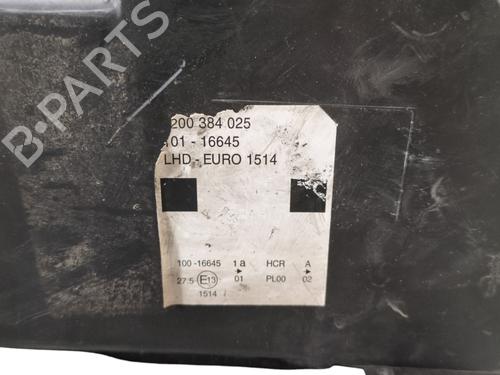 200 384 025
01 - 16645
LHD - EURO 1514
100 -16645 1a HCR A
27.5 E13 01 PL00 02
1514
B-PARTS